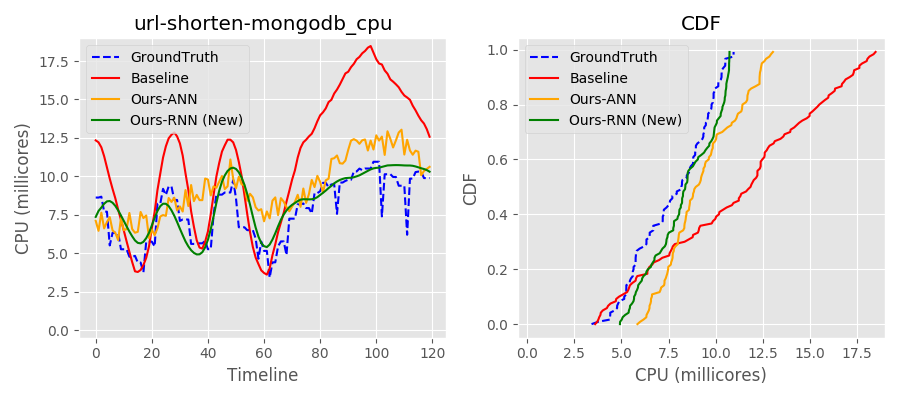 url-shorten-mongodb_cpu
CPU (millicores)
17.5
15.0
12.5
10.0
7.5
5.0
2.5
0.0
GroundTruth
Baseline
Ours-ANN
Ours-RNN (New)
0 20 40 60 80 100 120
Timeline
CDF
CDF
1.0
0.8
0.6
0.4
0.2
0.0
GroundTruth
Baseline
Ours-ANN
Ours-RNN (New)
0.0 2.5 5.0 7.5 10.0 12.5 15.0 17.5
CPU (millicores)